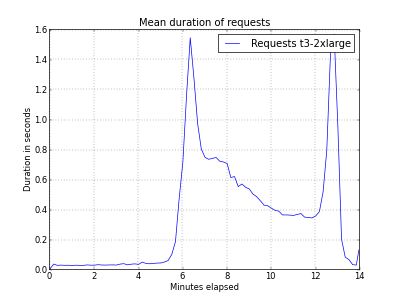 Mean duration of requests
Requests t3-2xlarge
1.6
1.4
1.2
1.0
0.8
0.6
0.4
0.2
0.0
Duration in seconds
0 2 4 6 8 10 12 14
Minutes elapsed